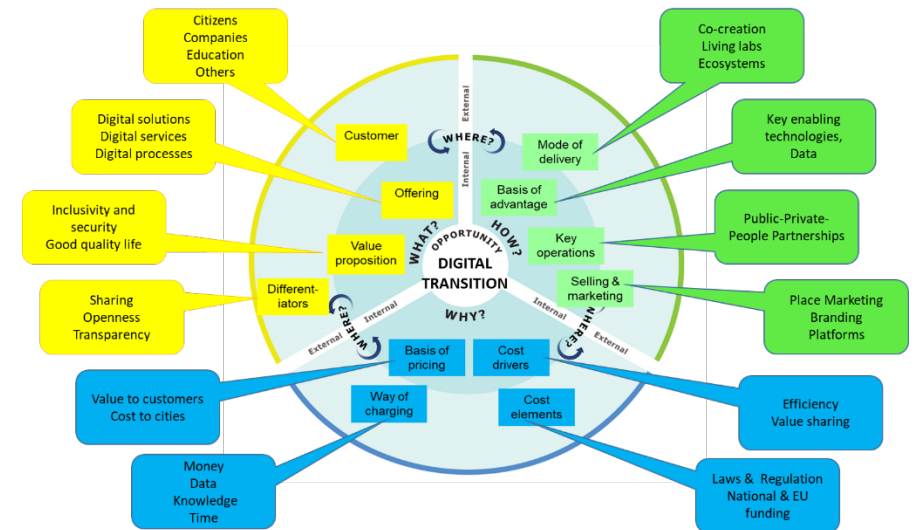 Citizens
Companies
Education
Others
Digital solutions
Digital services
Digital processes
Inclusivity and
security
Good quality life
Sharing
Openness
Transparency
Value to customers
Cost to cities
Money
Data
Knowledge
Time
Customer
Offering
Value
proposition
Different-
iators
External
Internal
WHERE?
WHAT?
HOW?
WHY?
OPPORTUNITY
DIGITAL
TRANSITION
External
Internal
WHERE?
Internal
External
WHERE?
Mode of
delivery
Basis of
advantage
Key
operations
Selling &
marketing
Basis of
pricing
Way of
charging
Cost
drivers
Cost
elements
Co-creation
Living labs
Ecosystems
Key enabling
technologies,
Data
Public-Private-
People Partnerships
Place Marketing
Branding
Platforms
Efficiency
Value sharing
Laws & Regulation
National & EU
funding